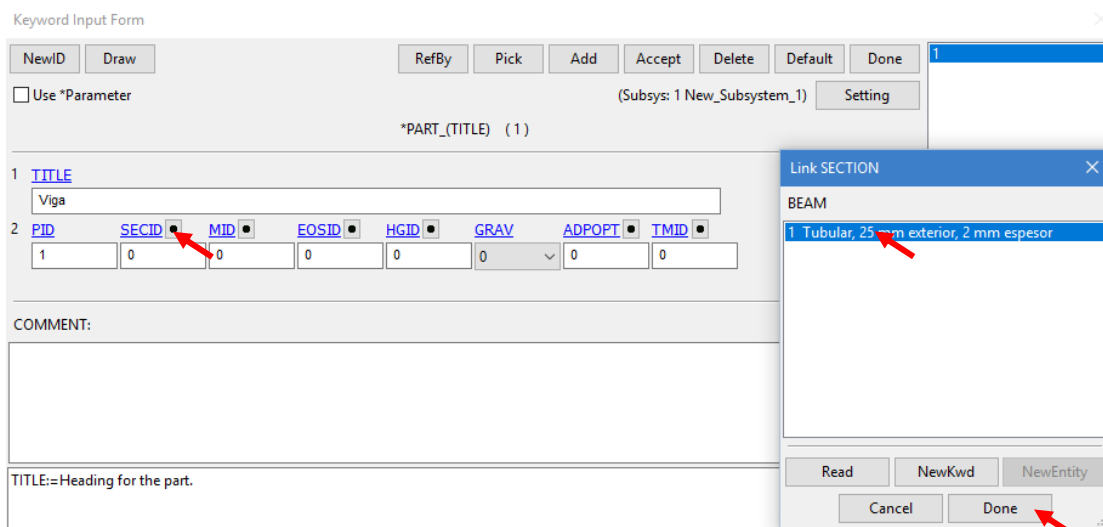 Keyword Input Form
NewID Draw RefBy Pick Add Accept Delete Default Done 1
Use *Parameter (Subsys: 1 New_Subsystem_1) Setting
*PART_(TITLE) (1)
1 TITLE
Viga
2 PID SECID MID EOSID HGID GRAV ADPOPT TMID
1 0 0 0 0 0 0 0
COMMENT:
TITLE:=Heading for the part.
Link SECTION
BEAM
1 Tubular, 25 mm exterior, 2 mm espesor
Read NewKwd NewEntity
Cancel Done